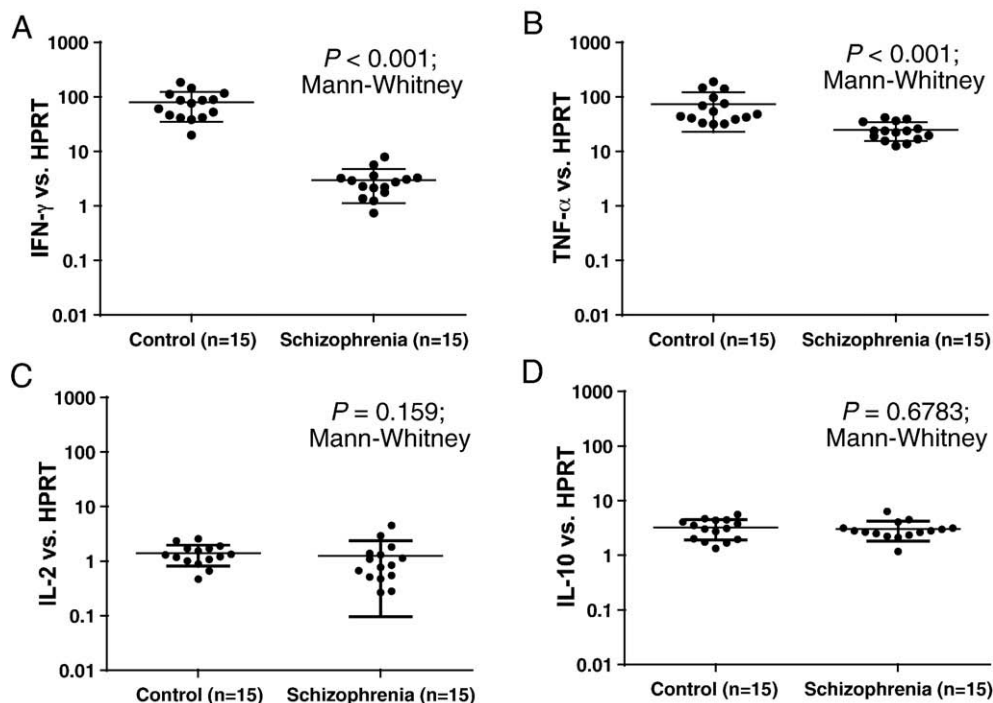 A
P < 0.001;
Mann-Whitney
IFN-γ vs. HPRT
1000
100
10
1
0.1
0.01
Control (n=15)
Schizophrenia (n=15)
B
P < 0.001;
Mann-Whitney
TNF-α vs. HPRT
1000
100
10
1
0.1
0.01
Control (n=15)
Schizophrenia (n=15)
C
P = 0.159;
Mann-Whitney
IL-2 vs. HPRT
1000
100
10
1
0.1
0.01
Control (n=15)
Schizophrenia (n=15)
D
P = 0.6783;
Mann-Whitney
IL-10 vs. HPRT
1000
100
10
1
0.1
0.01
Control (n=15)
Schizophrenia (n=15)